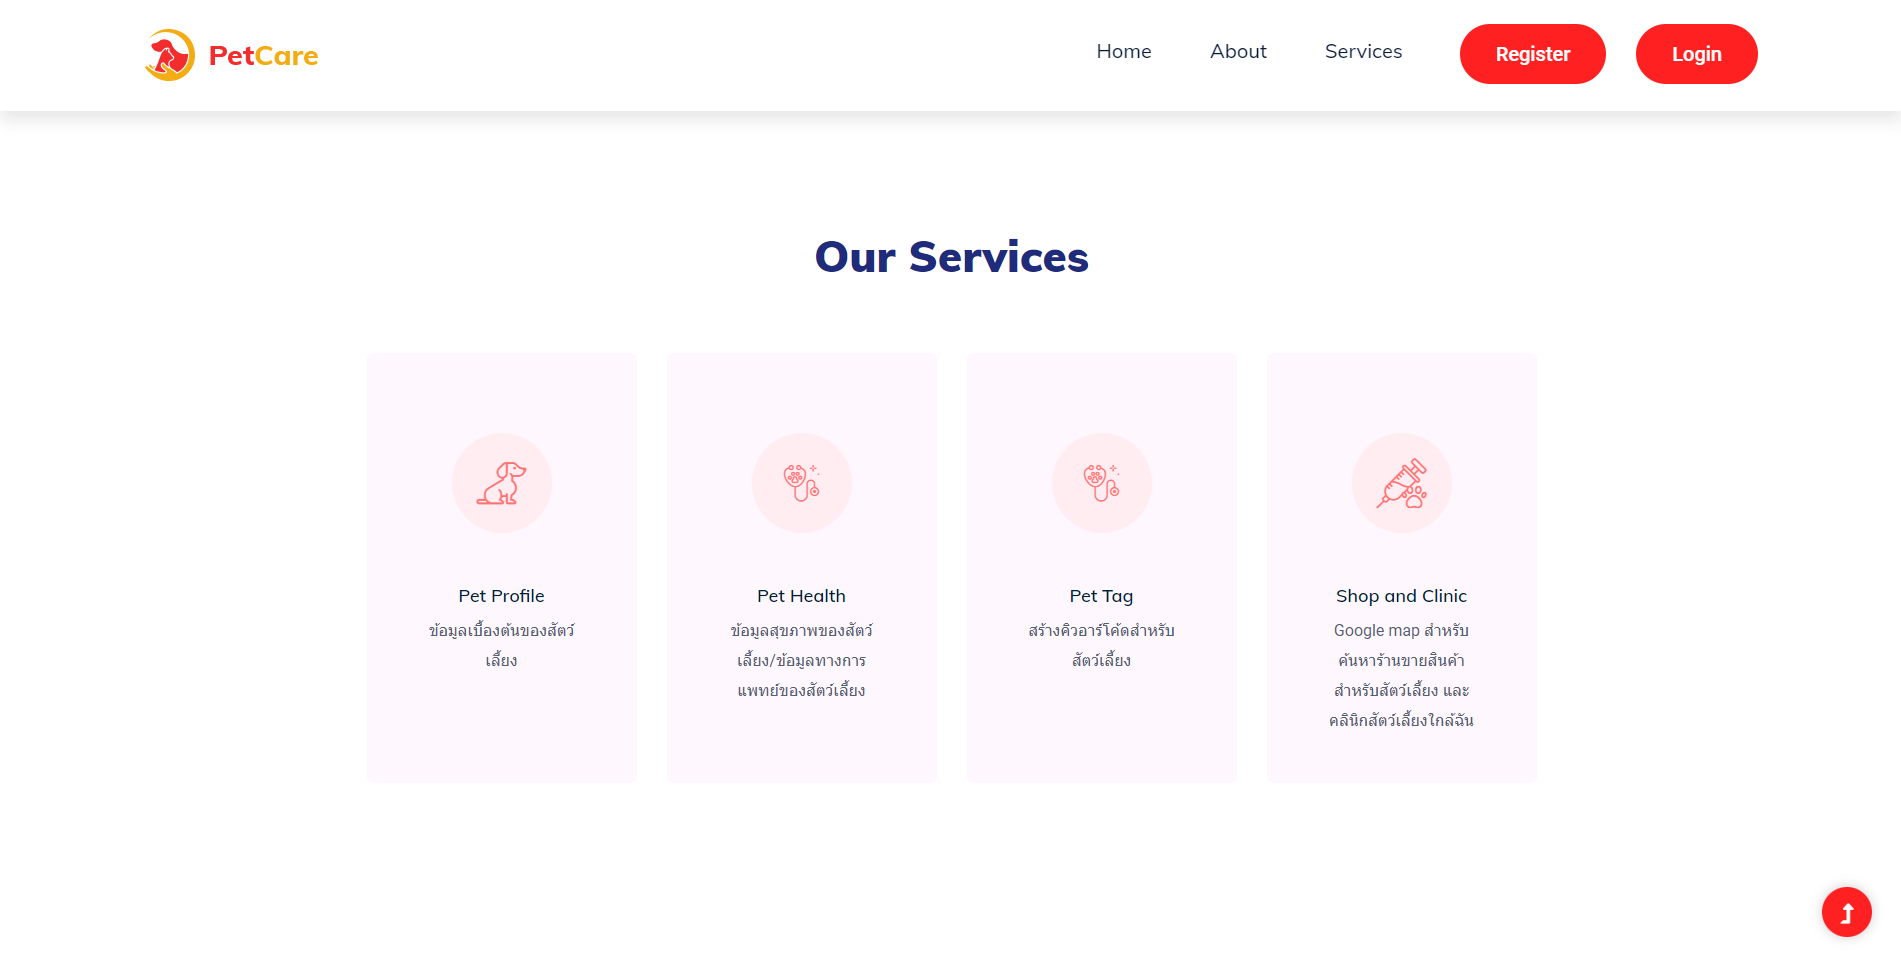 PetCare
Home
About
Services
Register
Login
Our Services
Pet Profile
ข้อมูลเบื้องต้นของสัตว์
เลี้ยง
Pet Health
ข้อมูลสุขภาพของสัตว์
เลี้ยง/ข้อมูลทางการ
แพทย์ของสัตว์เลี้ยง
Pet Tag
สร้างคิวอาร์โค้ดสำหรับ
สัตว์เลี้ยง
Shop and Clinic
Google map สำหรับ
ค้นหาร้านขายสินค้า
สำหรับสัตว์เลี้ยง และ
คลินิกสัตว์เลี้ยงใกล้ฉัน